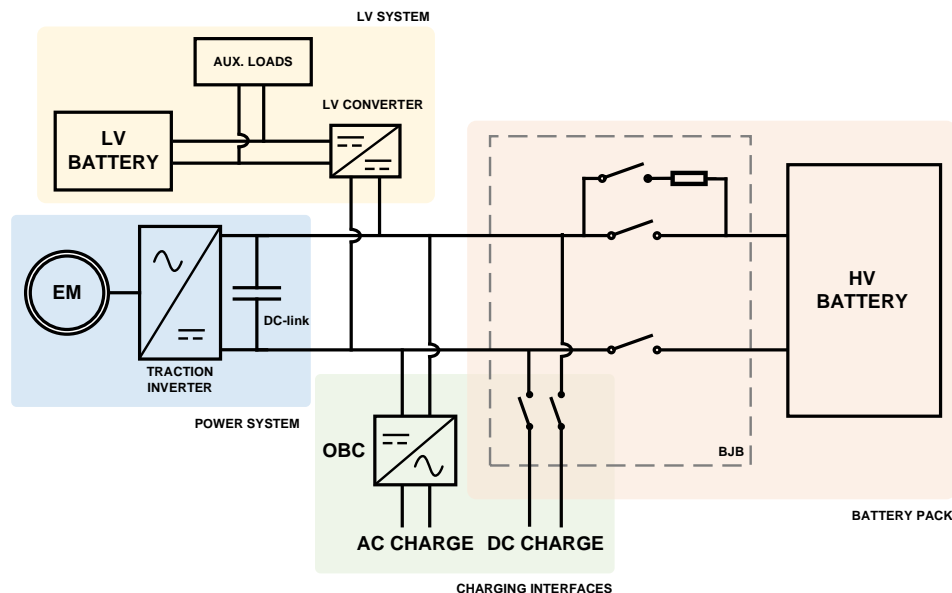 LV SYSTEM
AUX. LOADS
LV CONVERTER
LV
BATTERY
EM
DC-link
TRACTION
INVERTER
POWER SYSTEM
HV
BATTERY
BJB
OBC
BATTERY PACK
AC CHARGE
DC CHARGE
CHARGING INTERFACES